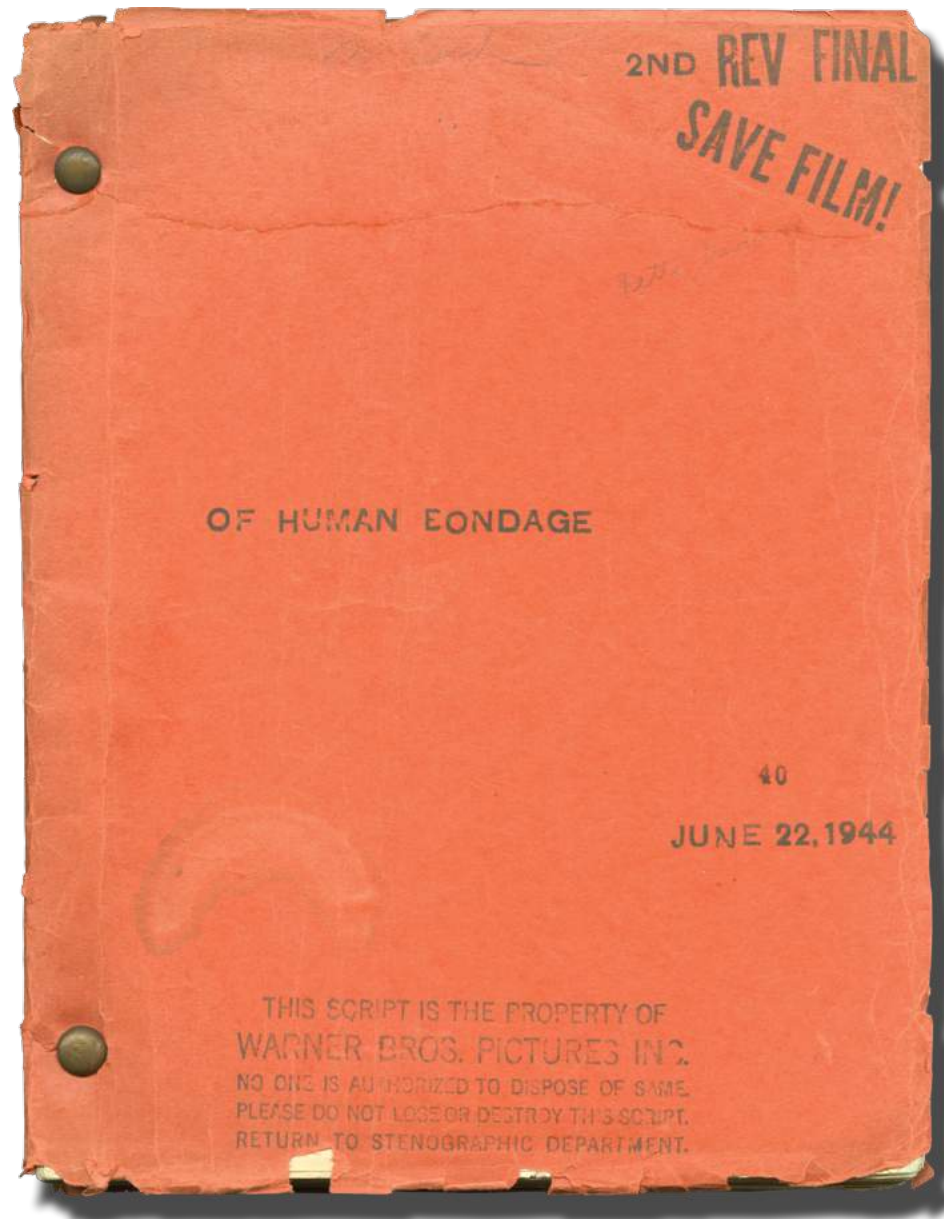 2ND REV FINAL
SAVE FILM!
OF HUMAN EONDAGE
40
JUNE 22, 1944
THIS SCRIPT IS THE PROPERTY OF
WARNER BROS. PICTURES INC.
NO ONE IS AUTHORIZED TO DISPOSE OF SAME.
PLEASE DO NOT LOSE OR DESTROY THIS SCRIPT.
RETURN TO STENOGRAPHIC DEPARTMENT.